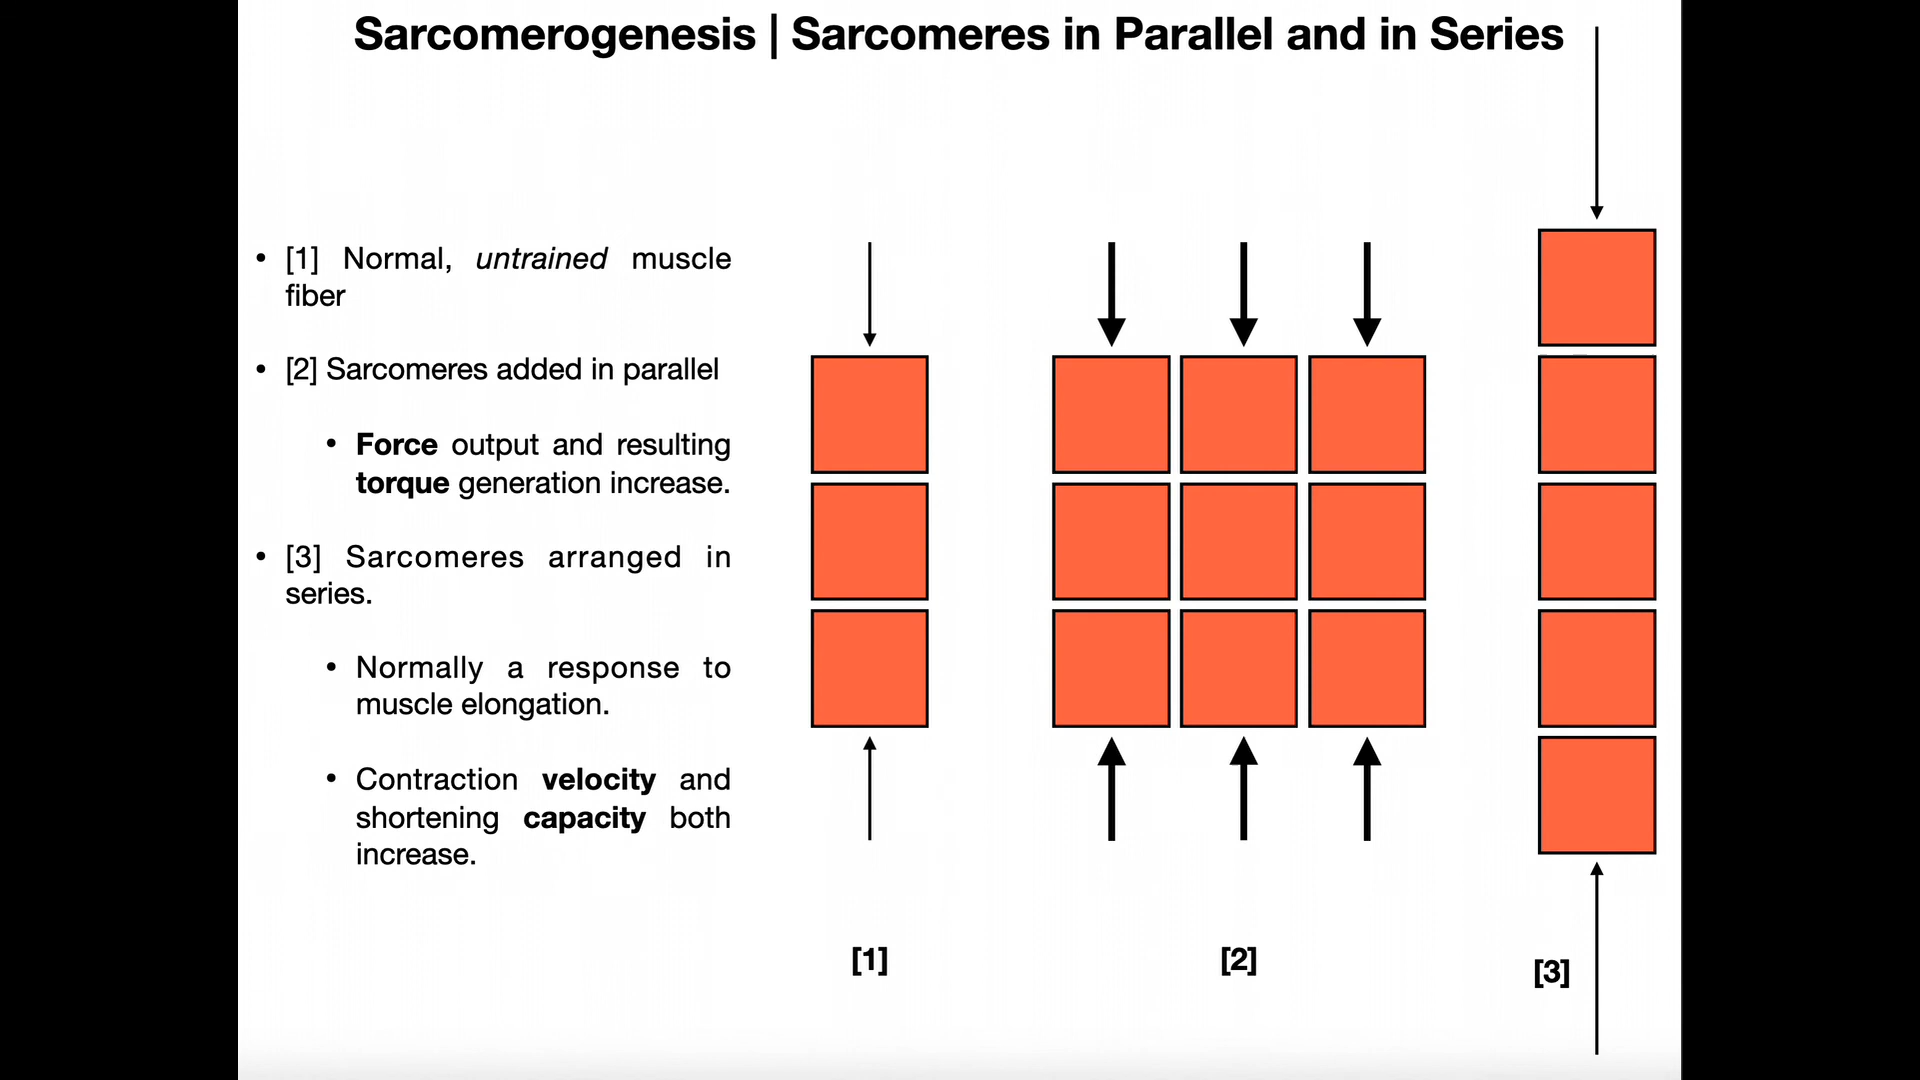 Sarcomerogenesis | Sarcomeres in Parallel and in Series
• [1] Normal, untrained muscle
fiber
• [2] Sarcomeres added in parallel
• Force output and resulting
torque generation increase.
• [3] Sarcomeres arranged in
series.
• Normally a response to
muscle elongation.
• Contraction velocity and
shortening capacity both
increase.
[1]
[2]
[3]